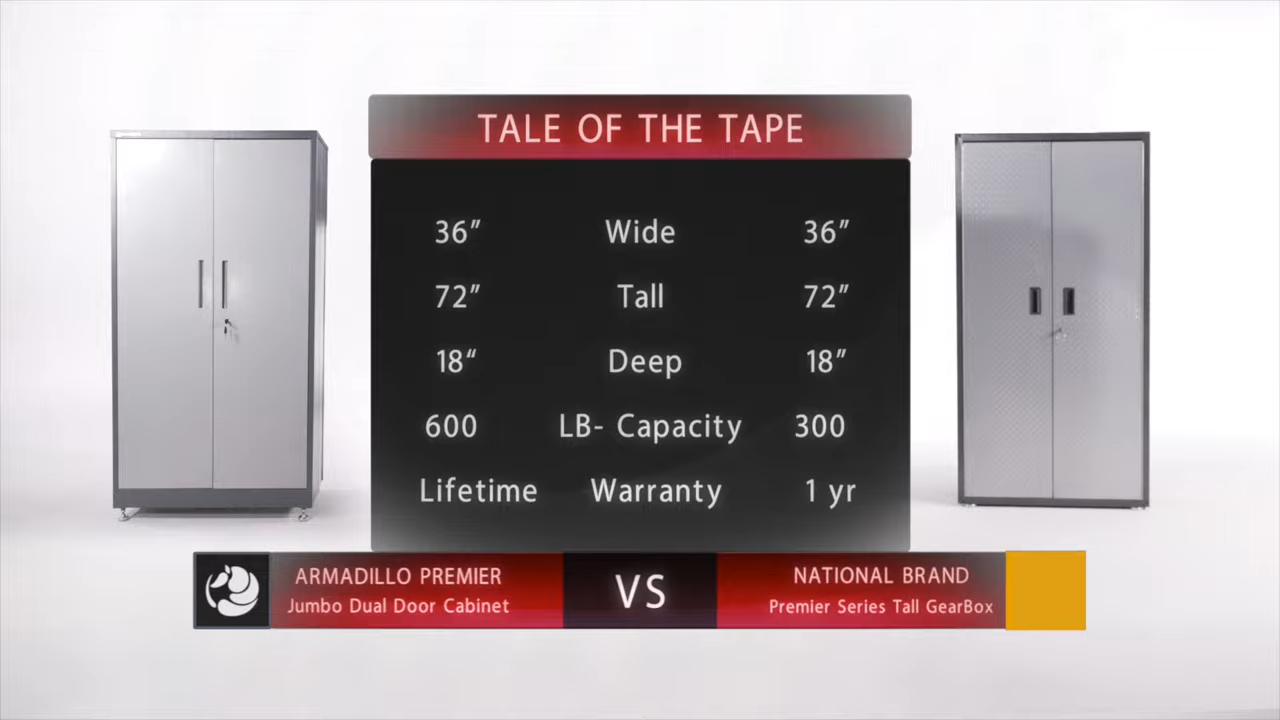 TALE OF THE TAPE
36” Wide 36”
72” Tall 72”
18“ Deep 18”
600 LB- Capacity 300
Lifetime Warranty 1 yr
ARMADILLO PREMIER
Jumbo Dual Door Cabinet
VS
NATIONAL BRAND
Premier Series Tall GearBox